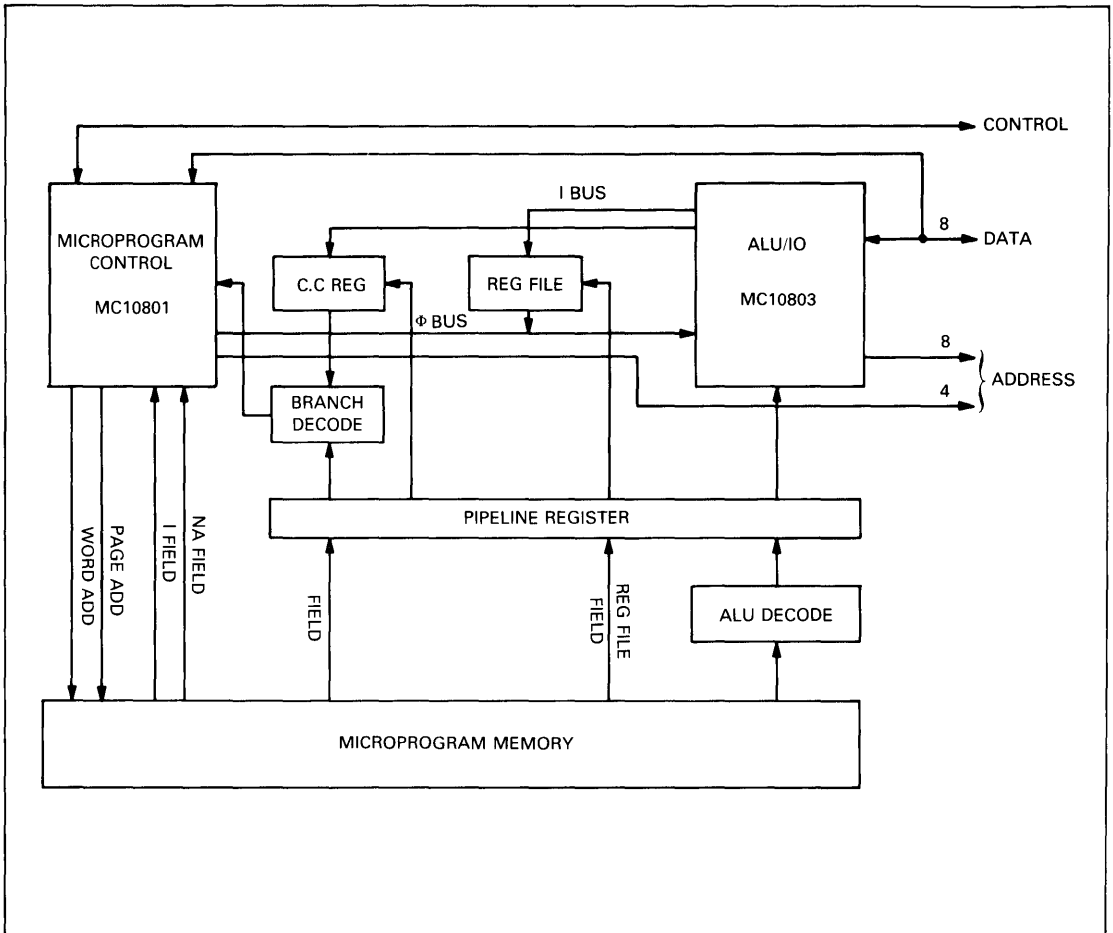 CONTROL
I BUS
MICROPROGRAM
CONTROL
MC10801
ALU/IO
MC10803
8
DATA
C.C REG
REG FILE
Φ BUS
8
ADDRESS
4
BRANCH
DECODE
PIPELINE REGISTER
WORD ADD
PAGE ADD
I FIELD
NA FIELD
FIELD
REG FILE
FIELD
ALU DECODE
MICROPROGRAM MEMORY